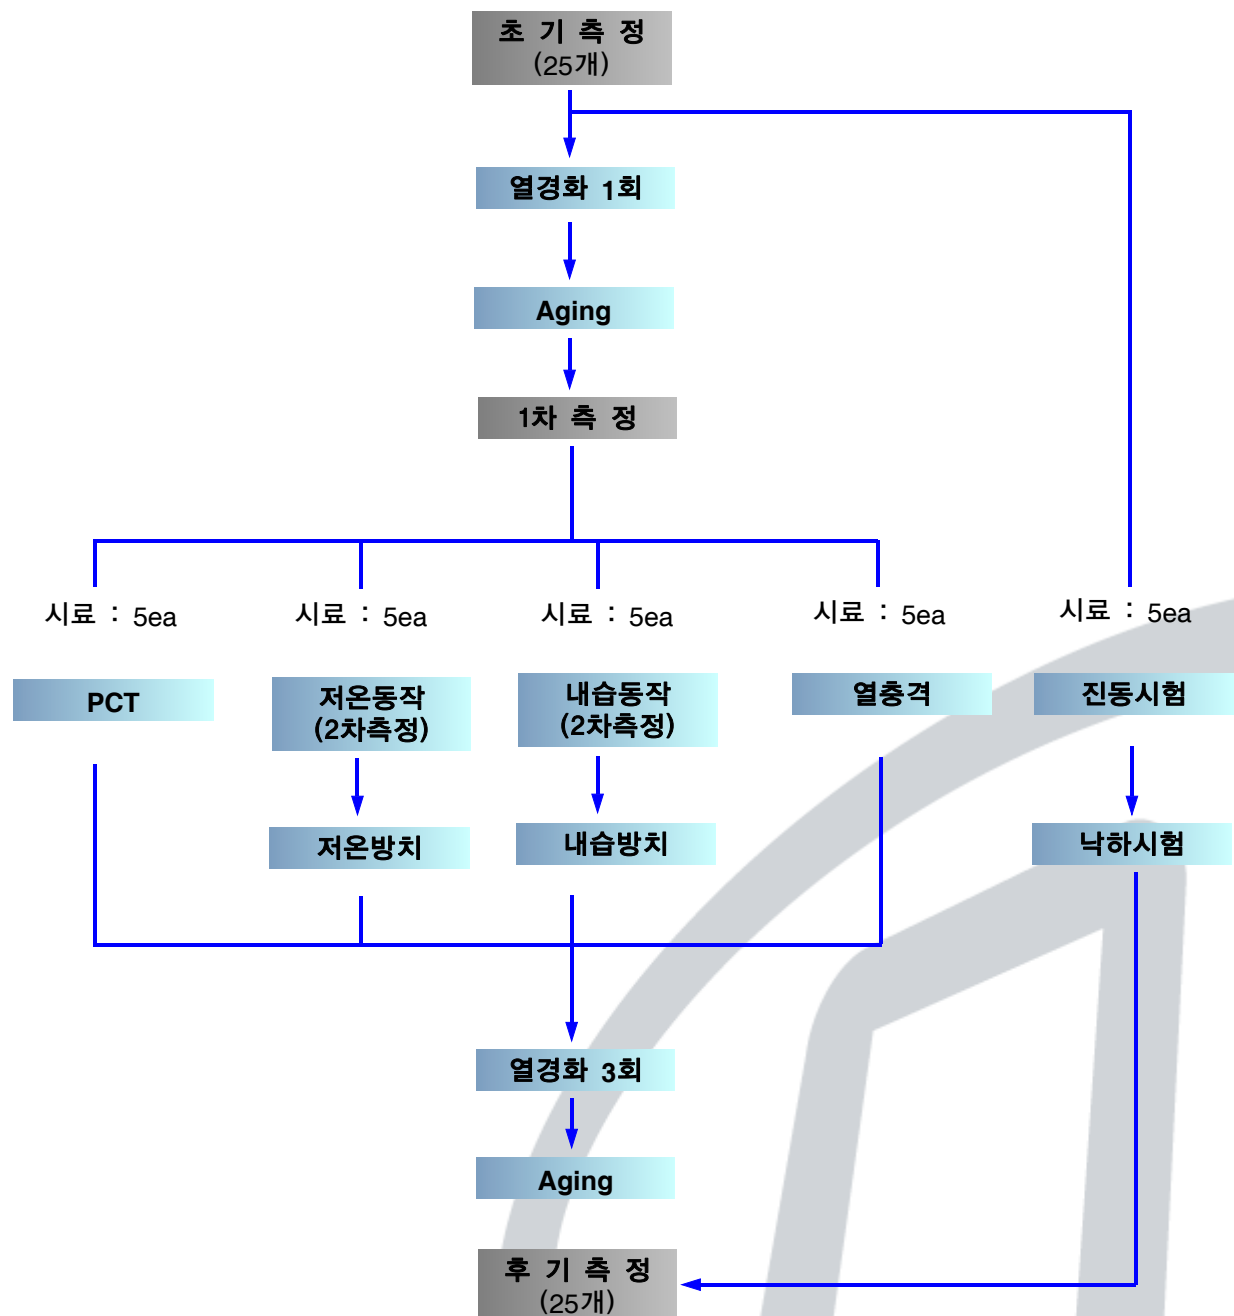 초 기 측 정
(25개)
열경화 1회
Aging
1차 측 정
시료 : 5ea
시료 : 5ea
시료 : 5ea
시료 : 5ea
시료 : 5ea
PCT
저온동작
(2차측정)
내습동작
(2차측정)
열충격
진동시험
저온방치
내습방치
낙하시험
열경화 3회
Aging
후 기 측 정
(25개)